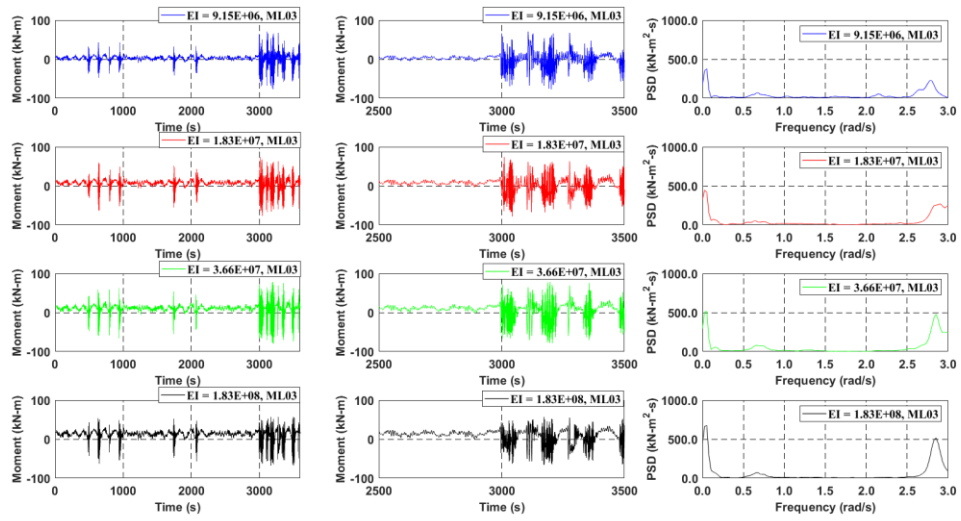 EI = 9.15E+06, ML03
Moment (kN-m)
100
0
-100
0 1000 2000 3000
Time (s)
EI = 9.15E+06, ML03
Moment (kN-m)
100
0
-100
2500 3000 3500
Time (s)
EI = 9.15E+06, ML03
PSD (kN-m²-s)
1000.0
500.0
0.0
0.0 0.5 1.0 1.5 2.0 2.5 3.0
Frequency (rad/s)
EI = 1.83E+07, ML03
Moment (kN-m)
100
0
-100
0 1000 2000 3000
Time (s)
EI = 1.83E+07, ML03
Moment (kN-m)
100
0
-100
2500 3000 3500
Time (s)
EI = 1.83E+07, ML03
PSD (kN-m²-s)
1000.0
500.0
0.0
0.0 0.5 1.0 1.5 2.0 2.5 3.0
Frequency (rad/s)
EI = 3.66E+07, ML03
Moment (kN-m)
100
0
-100
0 1000 2000 3000
Time (s)
EI = 3.66E+07, ML03
Moment (kN-m)
100
0
-100
2500 3000 3500
Time (s)
EI = 3.66E+07, ML03
PSD (kN-m²-s)
1000.0
500.0
0.0
0.0 0.5 1.0 1.5 2.0 2.5 3.0
Frequency (rad/s)
EI = 1.83E+08, ML03
Moment (kN-m)
100
0
-100
0 1000 2000 3000
Time (s)
EI = 1.83E+08, ML03
Moment (kN-m)
100
0
-100
2500 3000 3500
Time (s)
EI = 1.83E+08, ML03
PSD (kN-m²-s)
1000.0
500.0
0.0
0.0 0.5 1.0 1.5 2.0 2.5 3.0
Frequency (rad/s)